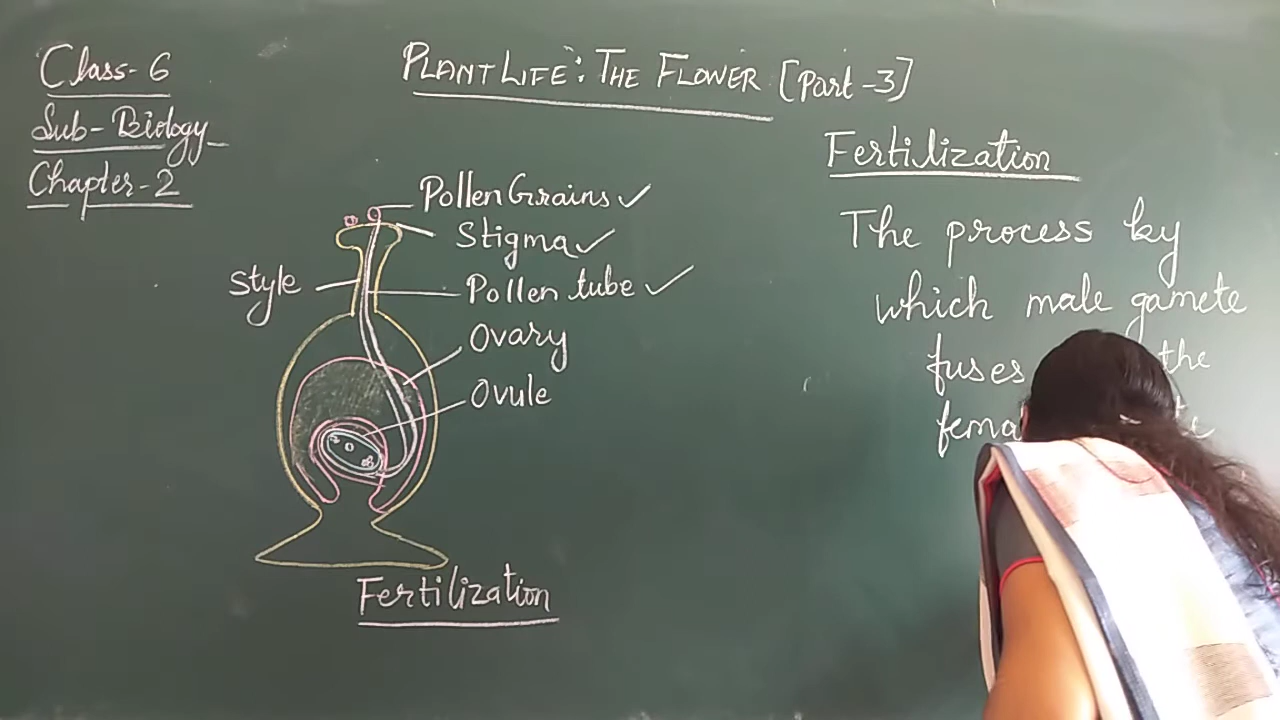 Class-6
Sub-Biology
Chapter-2
PLANT LIFE: THE FLOWER [Part-3]
Pollen Grains ✓
Stigma ✓
Style
Pollen tube ✓
Ovary
Ovule
Fertilization
Fertilization
The process by
which male gamete
fuses the